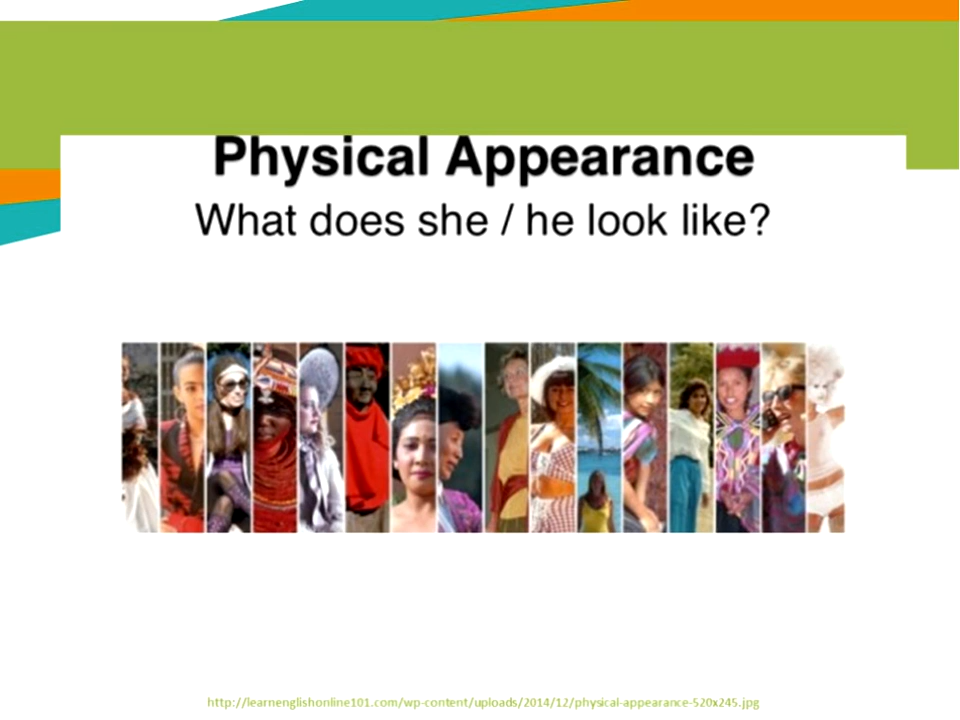 Physical Appearance
What does she / he look like?
http://learnenglishonline101.com/wp-content/uploads/2014/12/physical-appearance-520x245.jpg